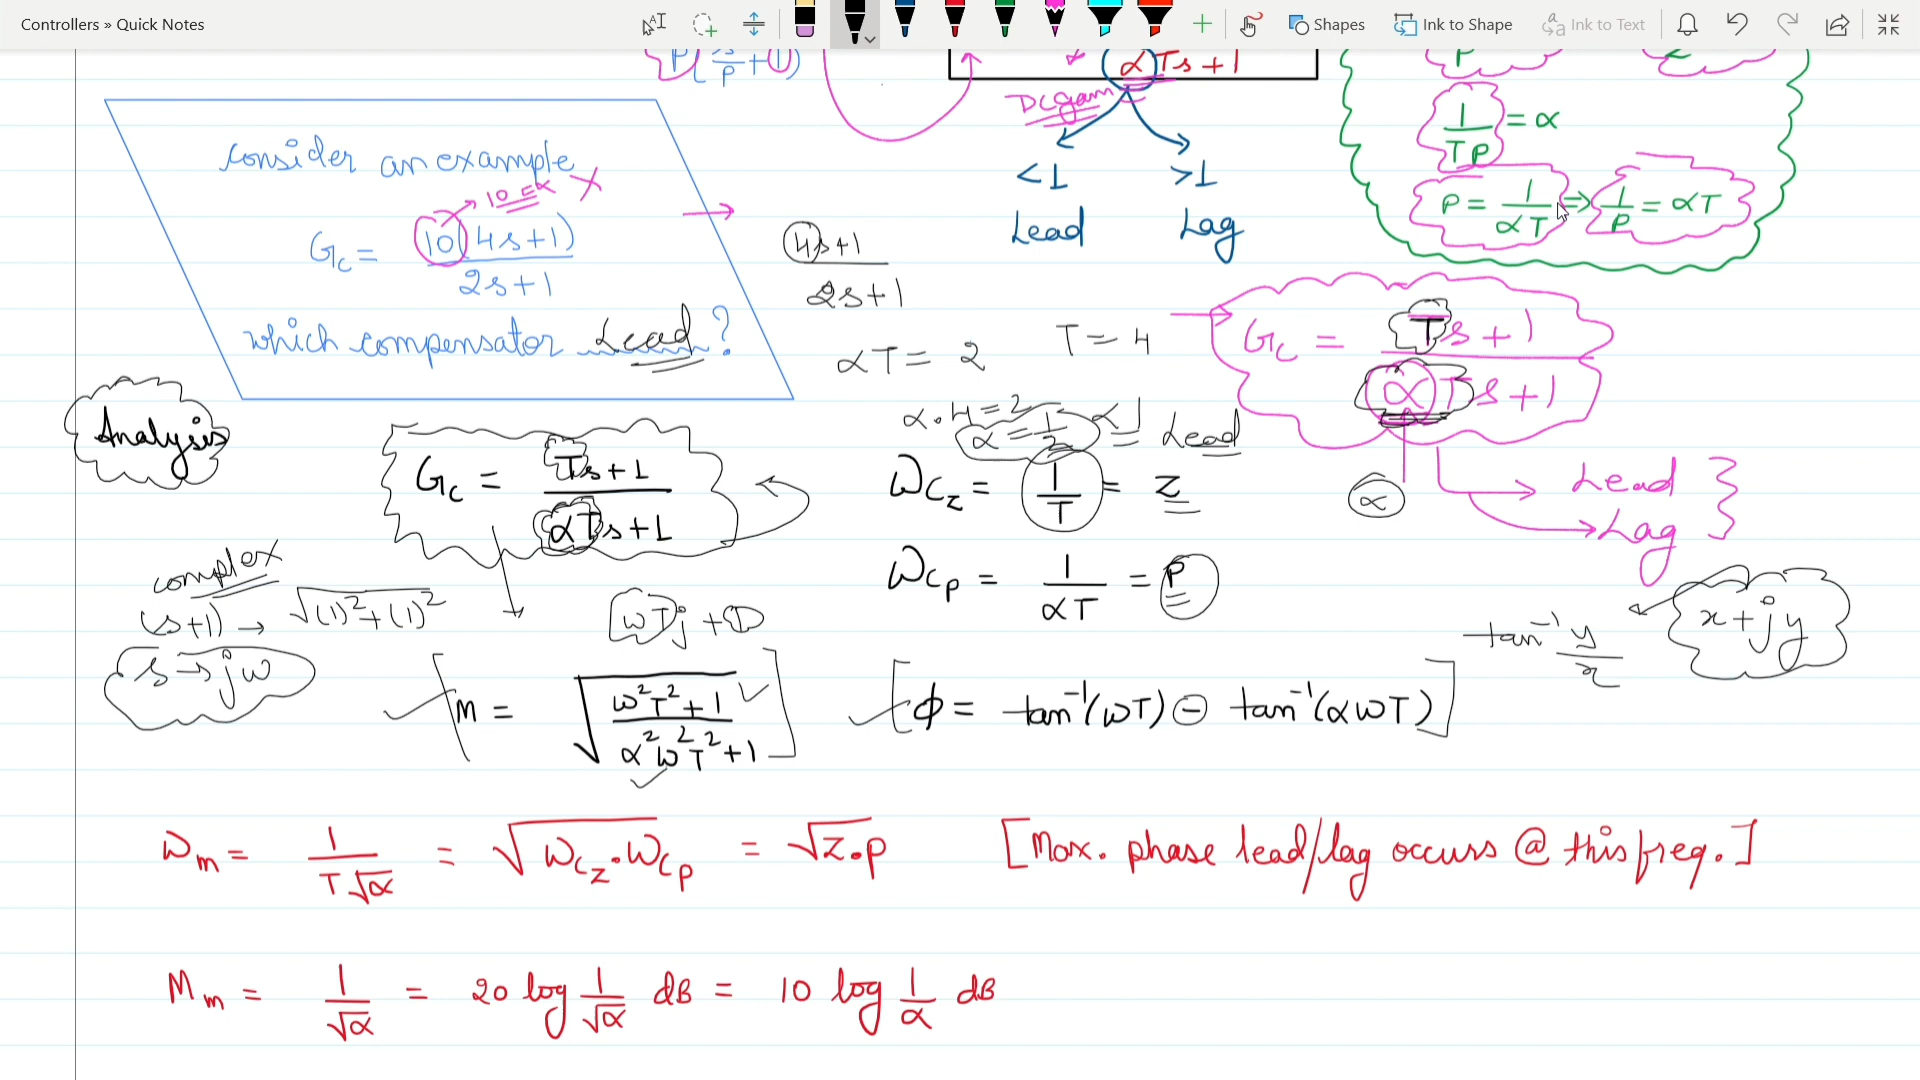 Controllers » Quick Notes
Shapes
Ink to Shape
Ink to Text
P(s/p + 1)
αTs+1
DC gain
<1
>1
Lead
Lag
1/TP = α
P = 1/αT ⇒ 1/P = αT
consider an example
10 = α X
Gc = 10(4s+1)/2s+1
which compensator Lead ?
4s+1/2s+1
αT = 2
T = 4
α.4 = 2
α = 1/2
Lead
Gc = Ts+1/αTs+1
α
Lead
Lag
Analysis
Gc = Ts+1/αTs+1
ωcz = 1/T = z
ωcp = 1/αT = P
complex
(s+1) → √(1)²+(1)²
s → jω
ωTj + 1
x+jy
tan⁻¹ y/x
M = √ω²T²+1/α²ω²T²+1
ϕ = tan⁻¹(ωT) - tan⁻¹(αωT)
ωm = 1/T√α = √ωcz.ωcp = √z.p [Max. phase lead/lag occurs @ this freq.]
Mm = 1/√α = 20 log 1/√α dB = 10 log 1/α dB